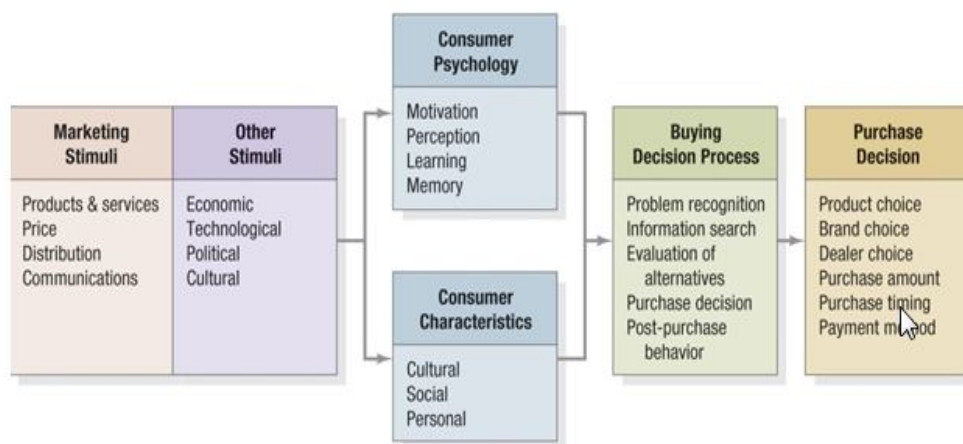 Marketing
Stimuli
Products & services
Price
Distribution
Communications
Other
Stimuli
Economic
Technological
Political
Cultural
Consumer
Psychology
Motivation
Perception
Learning
Memory
Consumer
Characteristics
Cultural
Social
Personal
Buying
Decision Process
Problem recognition
Information search
Evaluation of
alternatives
Purchase decision
Post-purchase
behavior
Purchase
Decision
Product choice
Brand choice
Dealer choice
Purchase amount
Purchase timing
Payment method